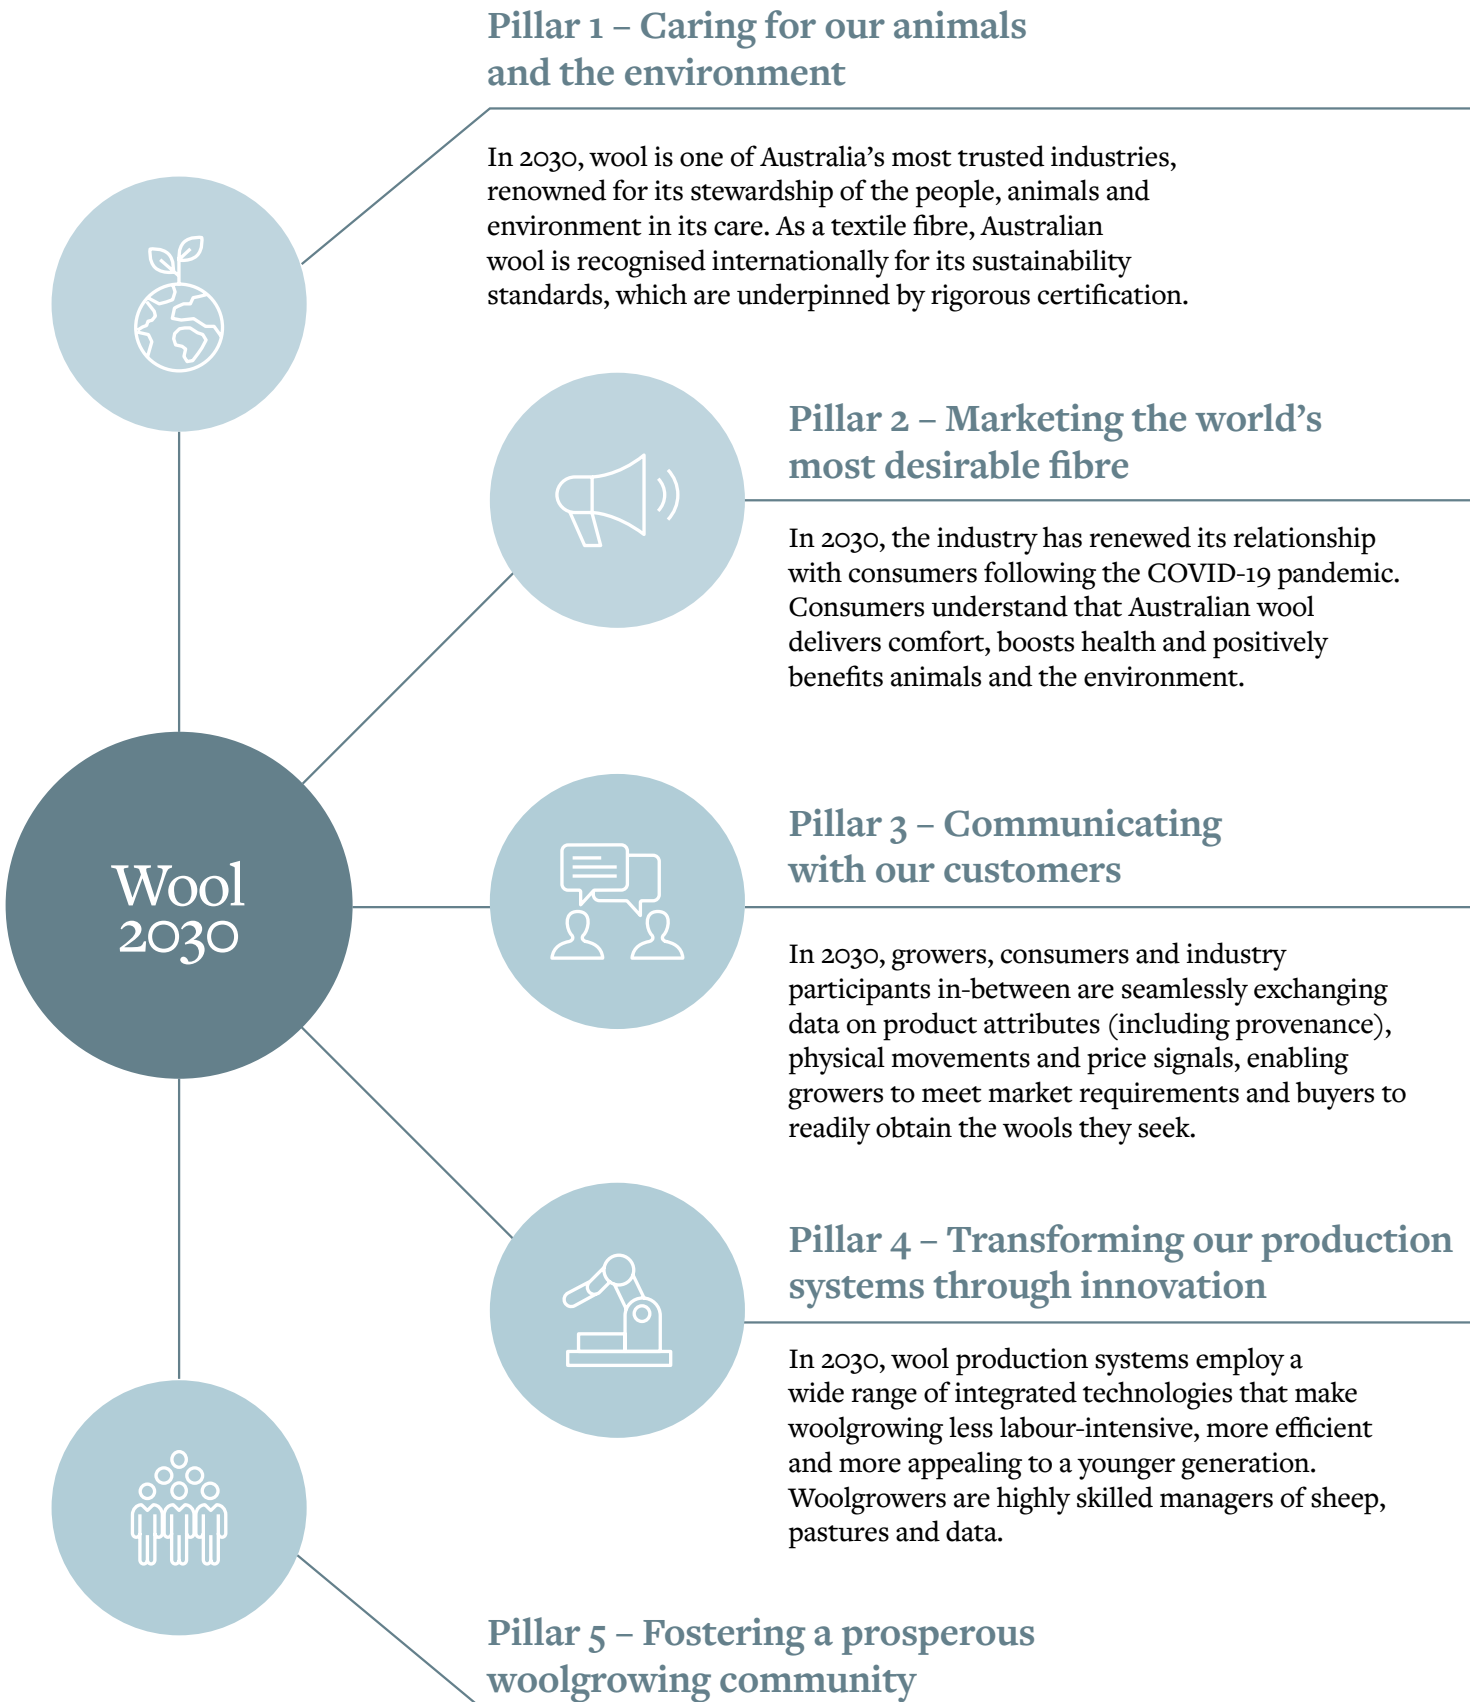 Pillar 1 – Caring for our animals
and the environment
In 2030, wool is one of Australia’s most trusted industries,
renowned for its stewardship of the people, animals and
environment in its care. As a textile fibre, Australian
wool is recognised internationally for its sustainability
standards, which are underpinned by rigorous certification.
Pillar 2 – Marketing the world’s
most desirable fibre
In 2030, the industry has renewed its relationship
with consumers following the COVID-19 pandemic.
Consumers understand that Australian wool
delivers comfort, boosts health and positively
benefits animals and the environment.
Wool
2030
Pillar 3 – Communicating
with our customers
In 2030, growers, consumers and industry
participants in-between are seamlessly exchanging
data on product attributes (including provenance),
physical movements and price signals, enabling
growers to meet market requirements and buyers to
readily obtain the wools they seek.
Pillar 4 – Transforming our production
systems through innovation
In 2030, wool production systems employ a
wide range of integrated technologies that make
woolgrowing less labour-intensive, more efficient
and more appealing to a younger generation.
Woolgrowers are highly skilled managers of sheep,
pastures and data.
Pillar 5 – Fostering a prosperous
woolgrowing community